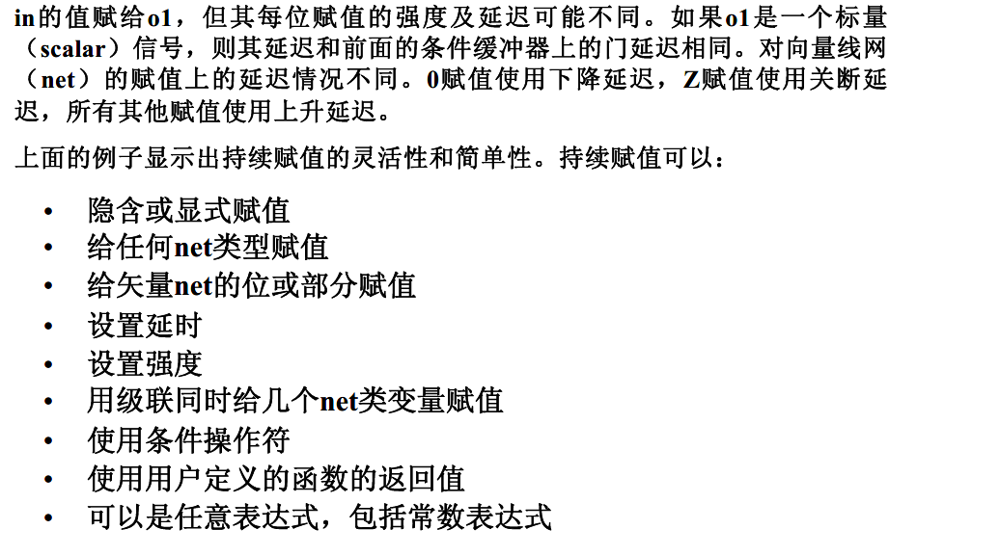 in的值赋给o1，但其每位赋值的强度及延迟可能不同。如果o1是一个标量
（scalar）信号，则其延迟和前面的条件缓冲器上的门延迟相同。对向量线网
（net）的赋值上的延迟情况不同。0赋值使用下降延迟，Z赋值使用关断延
迟，所有其他赋值使用上升延迟。
上面的例子显示出持续赋值的灵活性和简单性。持续赋值可以：
• 隐含或显式赋值
• 给任何net类型赋值
• 给矢量net的位或部分赋值
• 设置延时
• 设置强度
• 用级联同时给几个net类变量赋值
• 使用条件操作符
• 使用用户定义的函数的返回值
• 可以是任意表达式，包括常数表达式